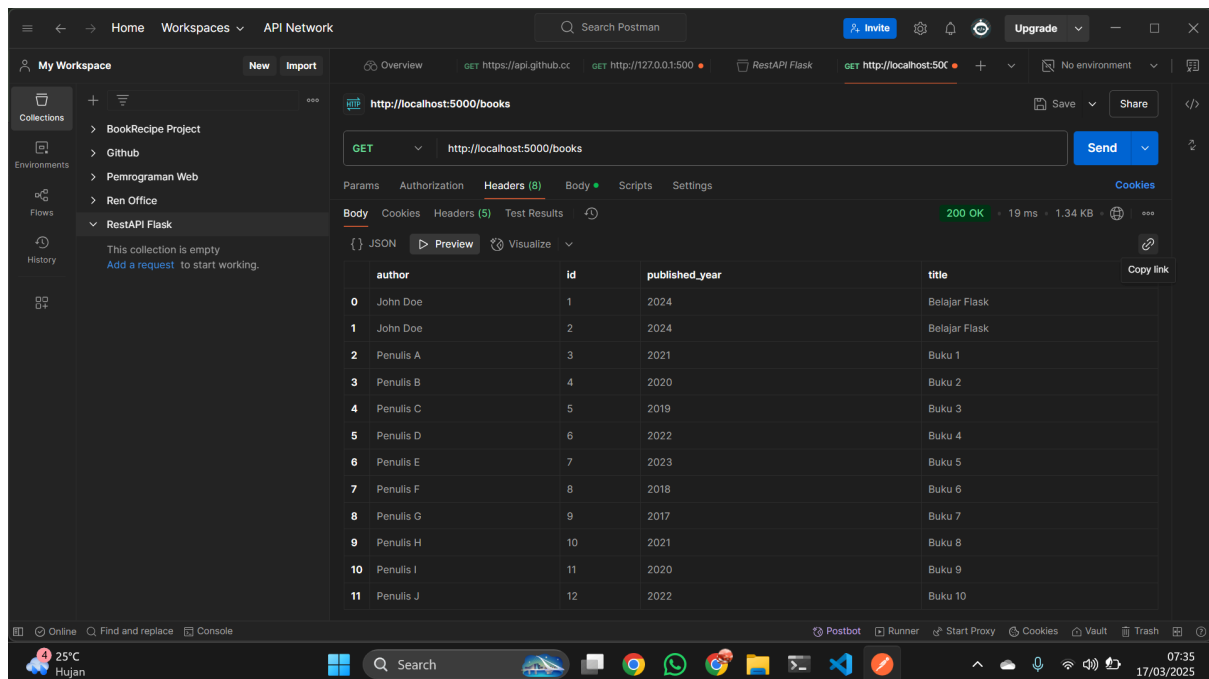 Home Workspaces API Network Search Postman Invite Upgrade
My Workspace New Import Overview GET https://api.github.cc GET http://127.0.0.1:500 RestAPI Flask GET http://localhost:500 No environment
Collections
Environments
Flows
History
BookRecipe Project
Github
Pemrograman Web
Ren Office
RestAPI Flask
This collection is empty
Add a request to start working.
HTTP http://localhost:5000/books Save Share
GET http://localhost:5000/books Send
Params Authorization Headers (8) Body Scripts Settings Cookies
Body Cookies Headers (5) Test Results 200 OK 19 ms 1.34 KB
{} JSON Preview Visualize
Copy link
author id published_year title
0 John Doe 1 2024 Belajar Flask
1 John Doe 2 2024 Belajar Flask
2 Penulis A 3 2021 Buku 1
3 Penulis B 4 2020 Buku 2
4 Penulis C 5 2019 Buku 3
5 Penulis D 6 2022 Buku 4
6 Penulis E 7 2023 Buku 5
7 Penulis F 8 2018 Buku 6
8 Penulis G 9 2017 Buku 7
9 Penulis H 10 2021 Buku 8
10 Penulis I 11 2020 Buku 9
11 Penulis J 12 2022 Buku 10
Online Find and replace Console Postbot Runner Start Proxy Cookies Vault Trash
4 25°C
Hujan
Search
07:35
17/03/2025